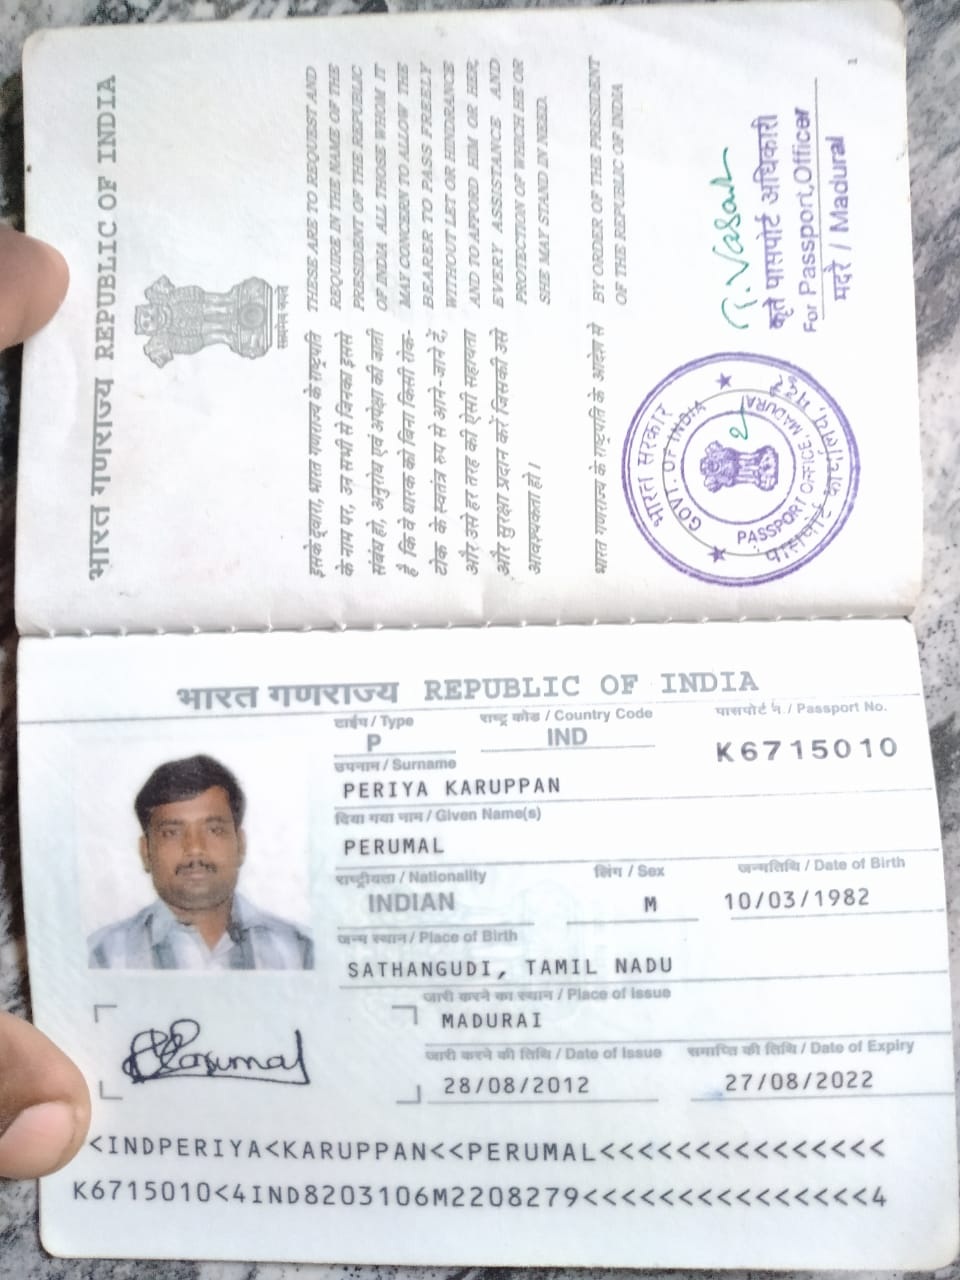 भारत गणराज्य REPUBLIC OF INDIA
सत्यमेव जयते
इसके द्वारा, भारत गणराज्य के राष्ट्रपति
के नाम पर, उन सभी से जिनका इससे
संबंध हो, अनुरोध एवं अपेक्षा की जाती
है कि वे धारक को बिना किसी रोक-
टोक के स्वतंत्र रुप से आने-जाने दें,
और उसे हर तरह की ऐसी सहायता
और सुरक्षा प्रदान करें जिसकी उसे
आवश्यकता हो।
THESE ARE TO REQUEST AND
REQUIRE IN THE NAME OF THE
PRESIDENT OF THE REPUBLIC
OF INDIA ALL THOSE WHOM IT
MAY CONCERN TO ALLOW THE
BEARER TO PASS FREELY
WITHOUT LET OR HINDRANCE
AND TO AFFORD HIM OR HER,
EVERY ASSISTANCE AND
PROTECTION OF WHICH HE OR
SHE MAY STAND IN NEED.
भारत गणराज्य के राष्ट्रपति के आदेश से
BY ORDER OF THE PRESIDENT
OF THE REPUBLIC OF INDIA
भारत सरकार
GOVT. OF INDIA
PASSPORT OFFICE, MADURAI
पासपोर्ट कार्यालय, मदुरै
T. Vasan
कृते पासपोर्ट अधिकारी
For Passport Officer
मदुरै / Madurai
1
भारत गणराज्य REPUBLIC OF INDIA
टाईप / Type
राष्ट्र कोड / Country Code
पासपोर्ट नं. / Passport No.
P
IND
K6715010
उपनाम / Surname
PERIYA KARUPPAN
दिया गया नाम / Given Name(s)
PERUMAL
राष्ट्रीयता / Nationality
लिंग / Sex
जन्मतिथि / Date of Birth
INDIAN
M
10/03/1982
जन्म स्थान / Place of Birth
SATHANGUDI, TAMIL NADU
जारी करने का स्थान / Place of Issue
MADURAI
जारी करने की तिथि / Date of Issue
समाप्ति की तिथि / Date of Expiry
28/08/2012
27/08/2022
<INDPERIYA<KARUPPAN<<PERUMAL<<<<<<<<<<<<<<<
K6715010<4IND8203106M2208279<<<<<<<<<<<<<<<4